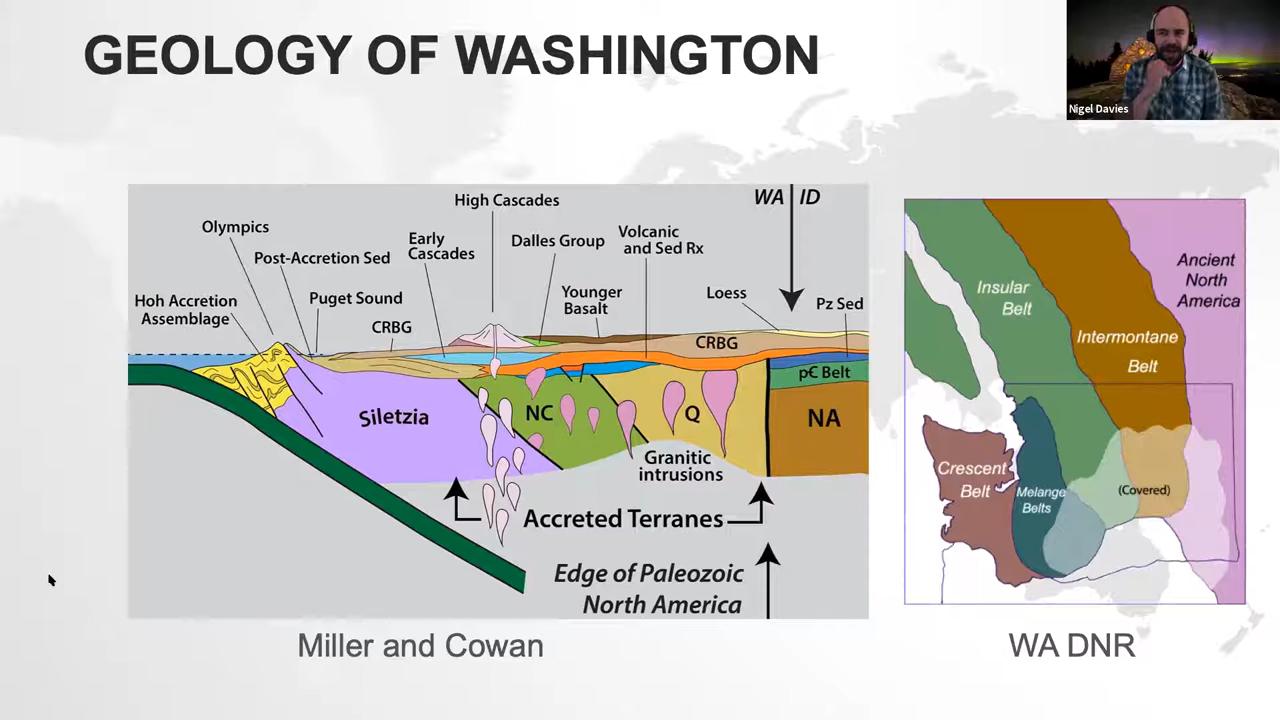 GEOLOGY OF WASHINGTON
Nigel Davies
High Cascades
WA
ID
Olympics
Early
Cascades
Dalles Group
Volcanic
and Sed Rx
Post-Accretion Sed
Hoh Accretion
Assemblage
Puget Sound
CRBG
Younger
Basalt
Loess
Pz Sed
CRBG
p€ Belt
Siletzia
NC
Q
NA
Granitic
intrusions
Accreted Terranes
Edge of Paleozoic
North America
Miller and Cowan
Ancient
North
America
Insular
Belt
Intermontane
Belt
Crescent
Belt
Melange
Belts
(Covered)
WA DNR